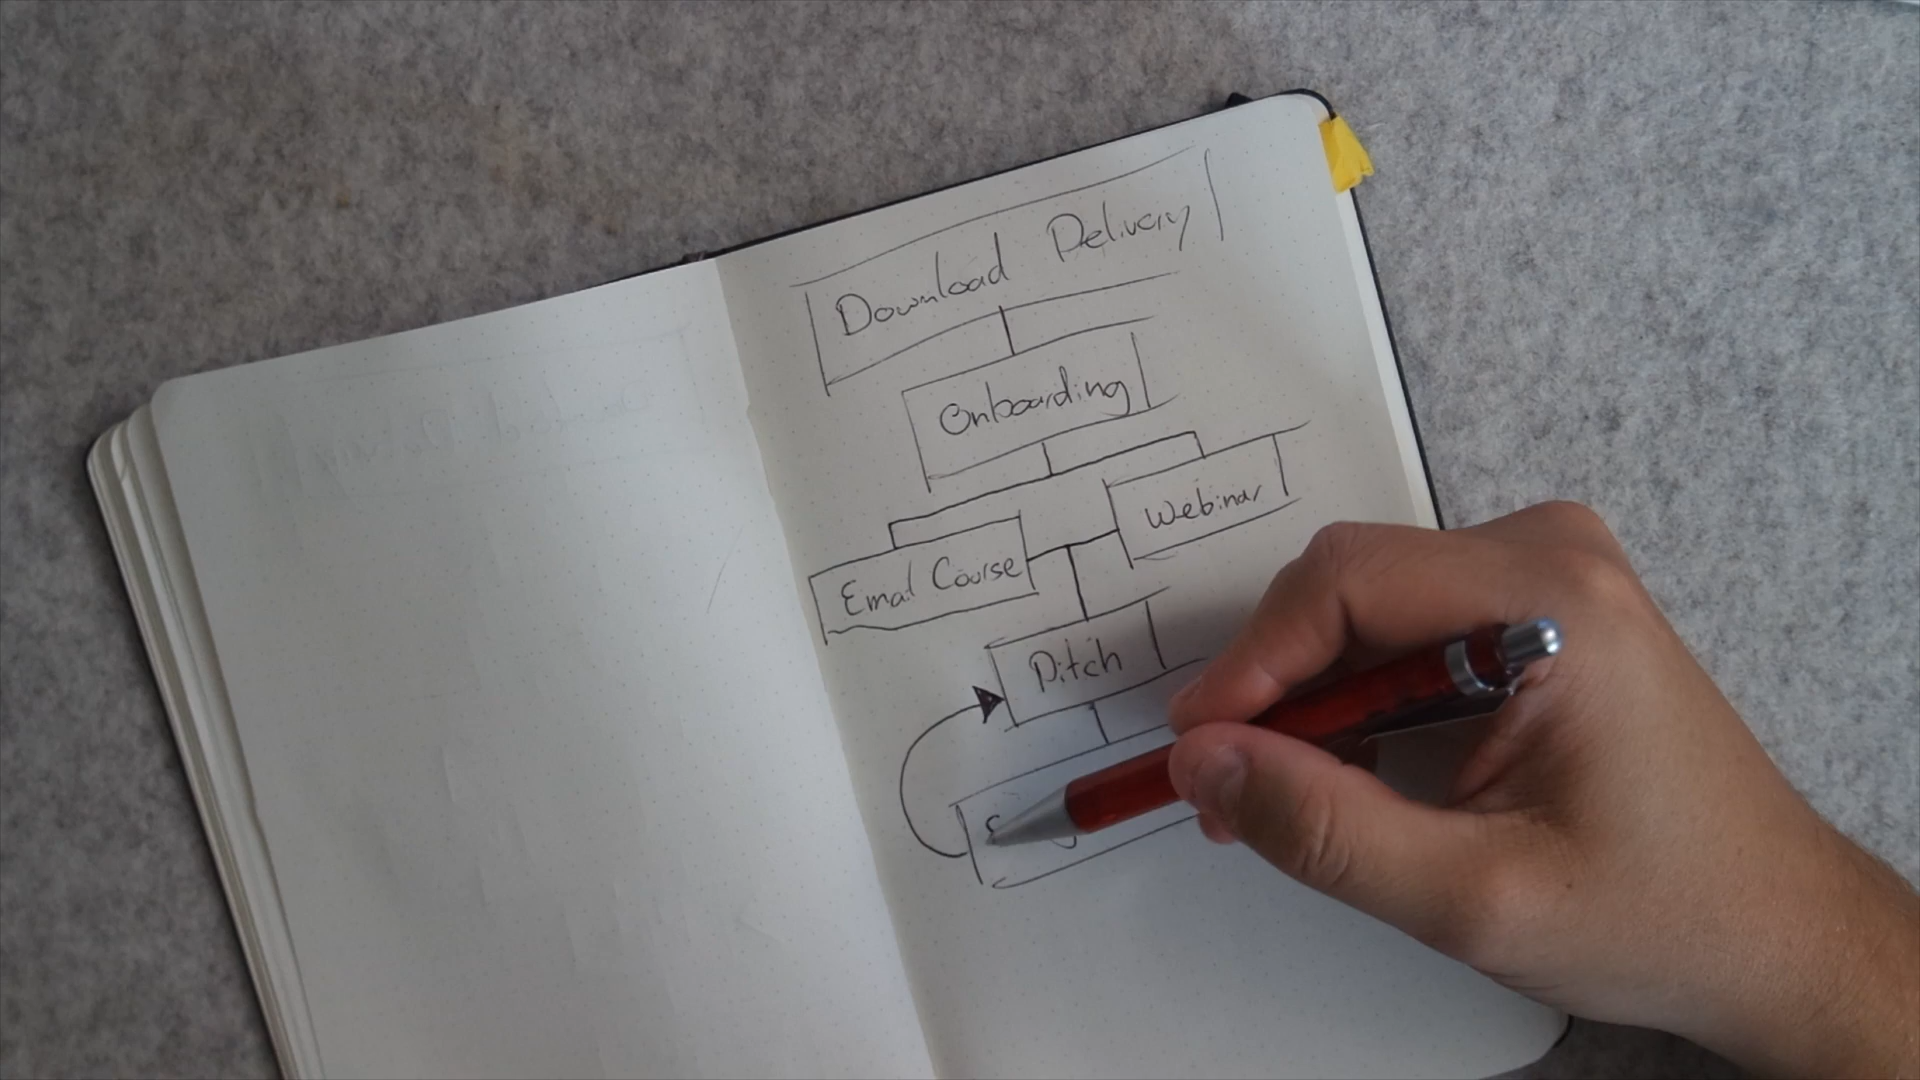 Download Delivery
Onboarding
Webinar
Email Course
Pitch